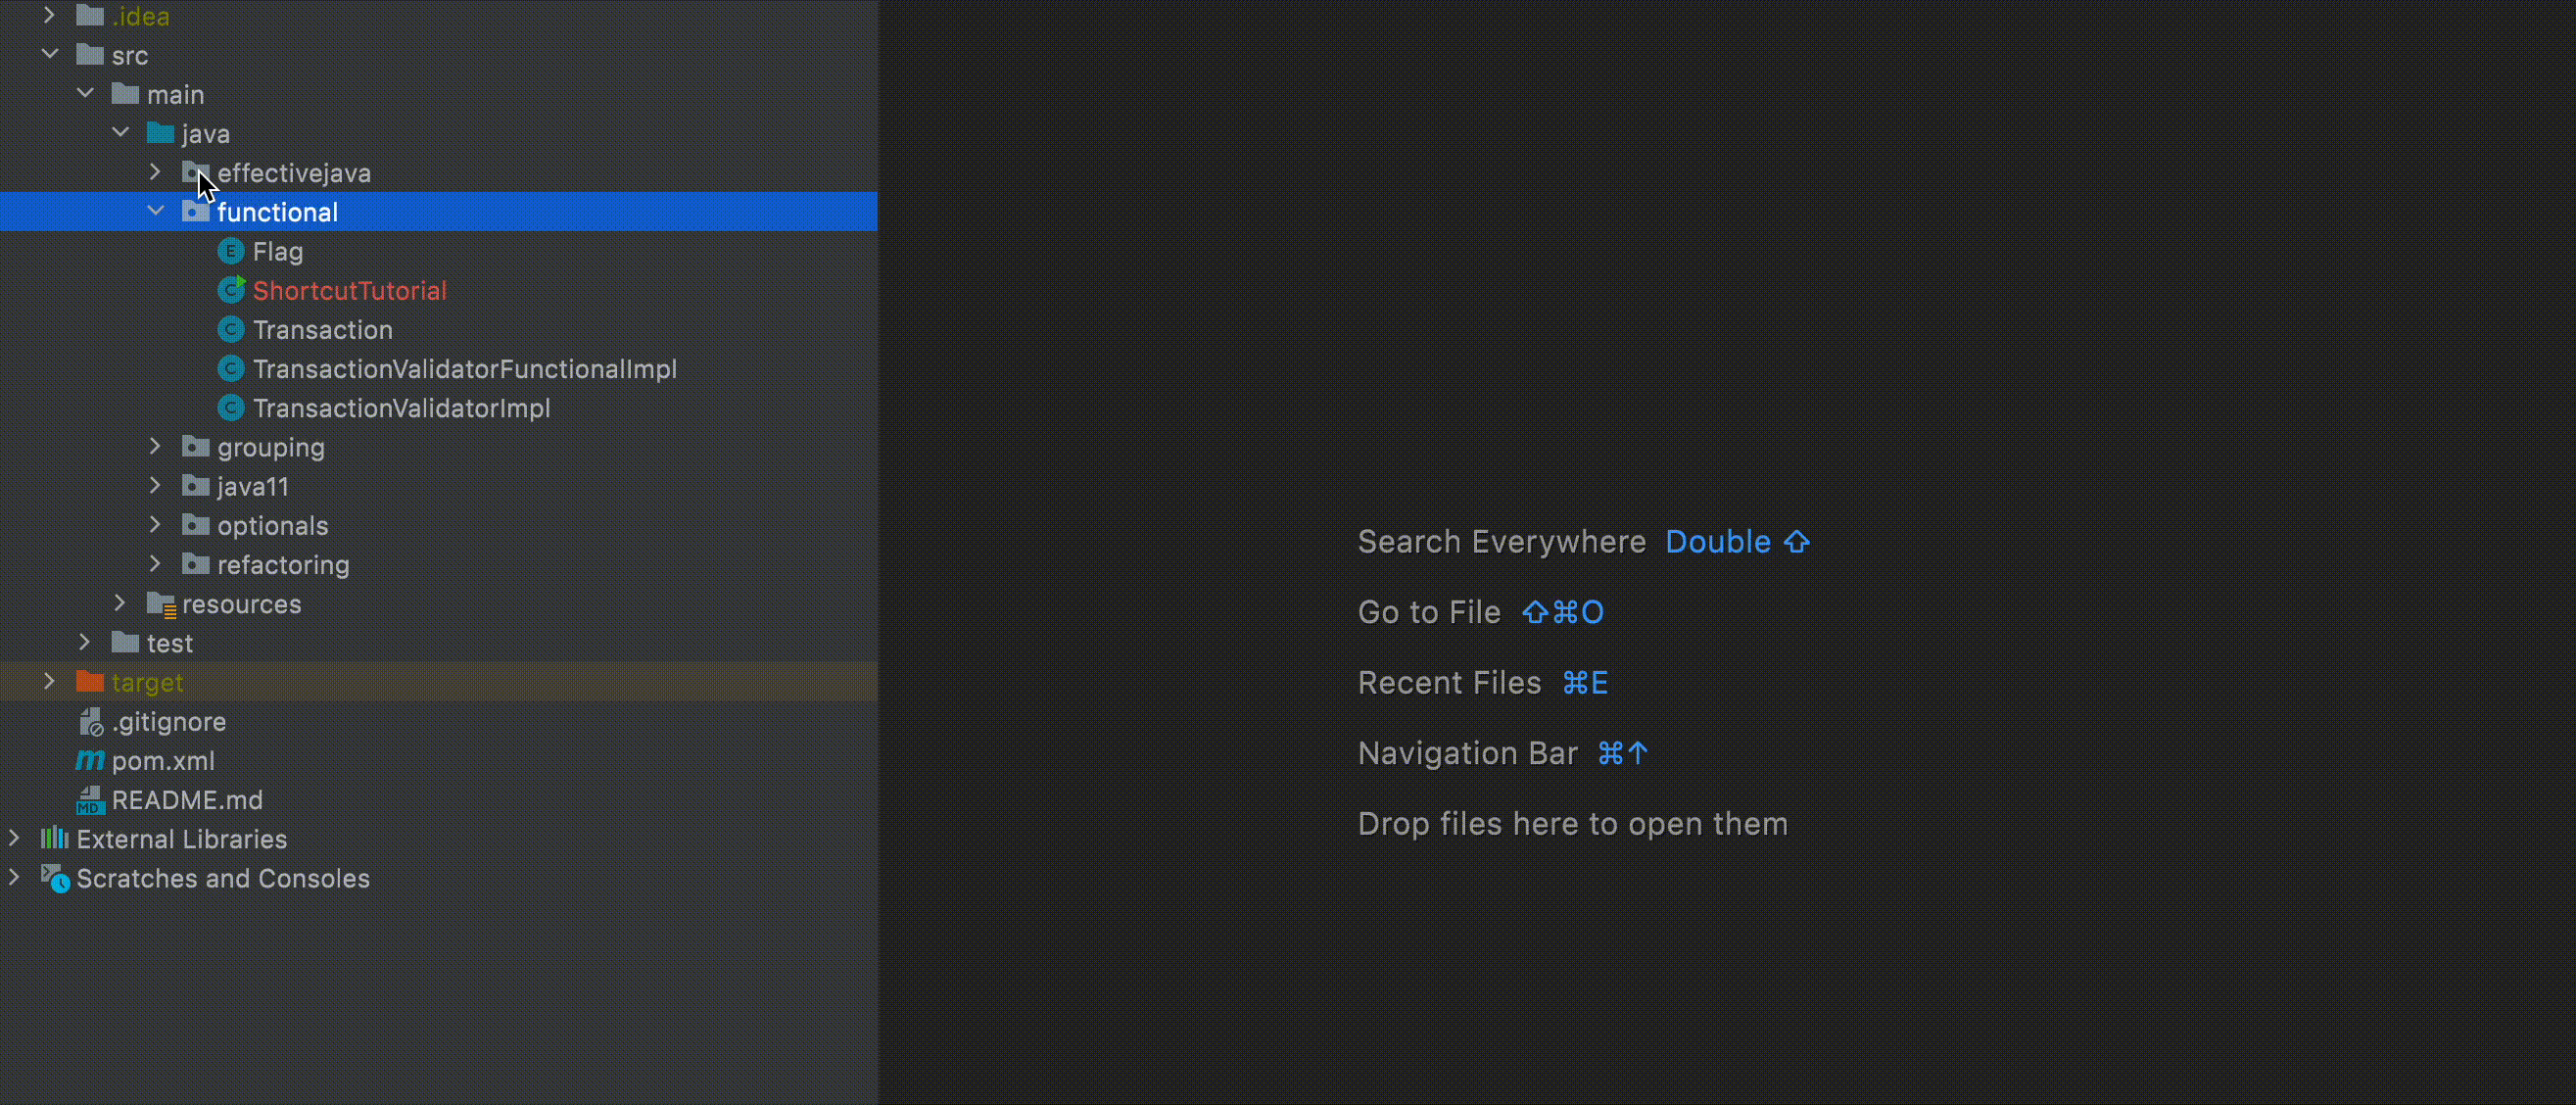 .idea
src
main
java
effectivejava
functional
E Flag
C ShortcutTutorial
C Transaction
C TransactionValidatorFunctionalImpl
C TransactionValidatorImpl
grouping
java11
optionals
refactoring
resources
test
target
.gitignore
m pom.xml
MD README.md
External Libraries
Scratches and Consoles
Search Everywhere Double ⇧
Go to File ⇧⌘O
Recent Files ⌘E
Navigation Bar ⌘↑
Drop files here to open them